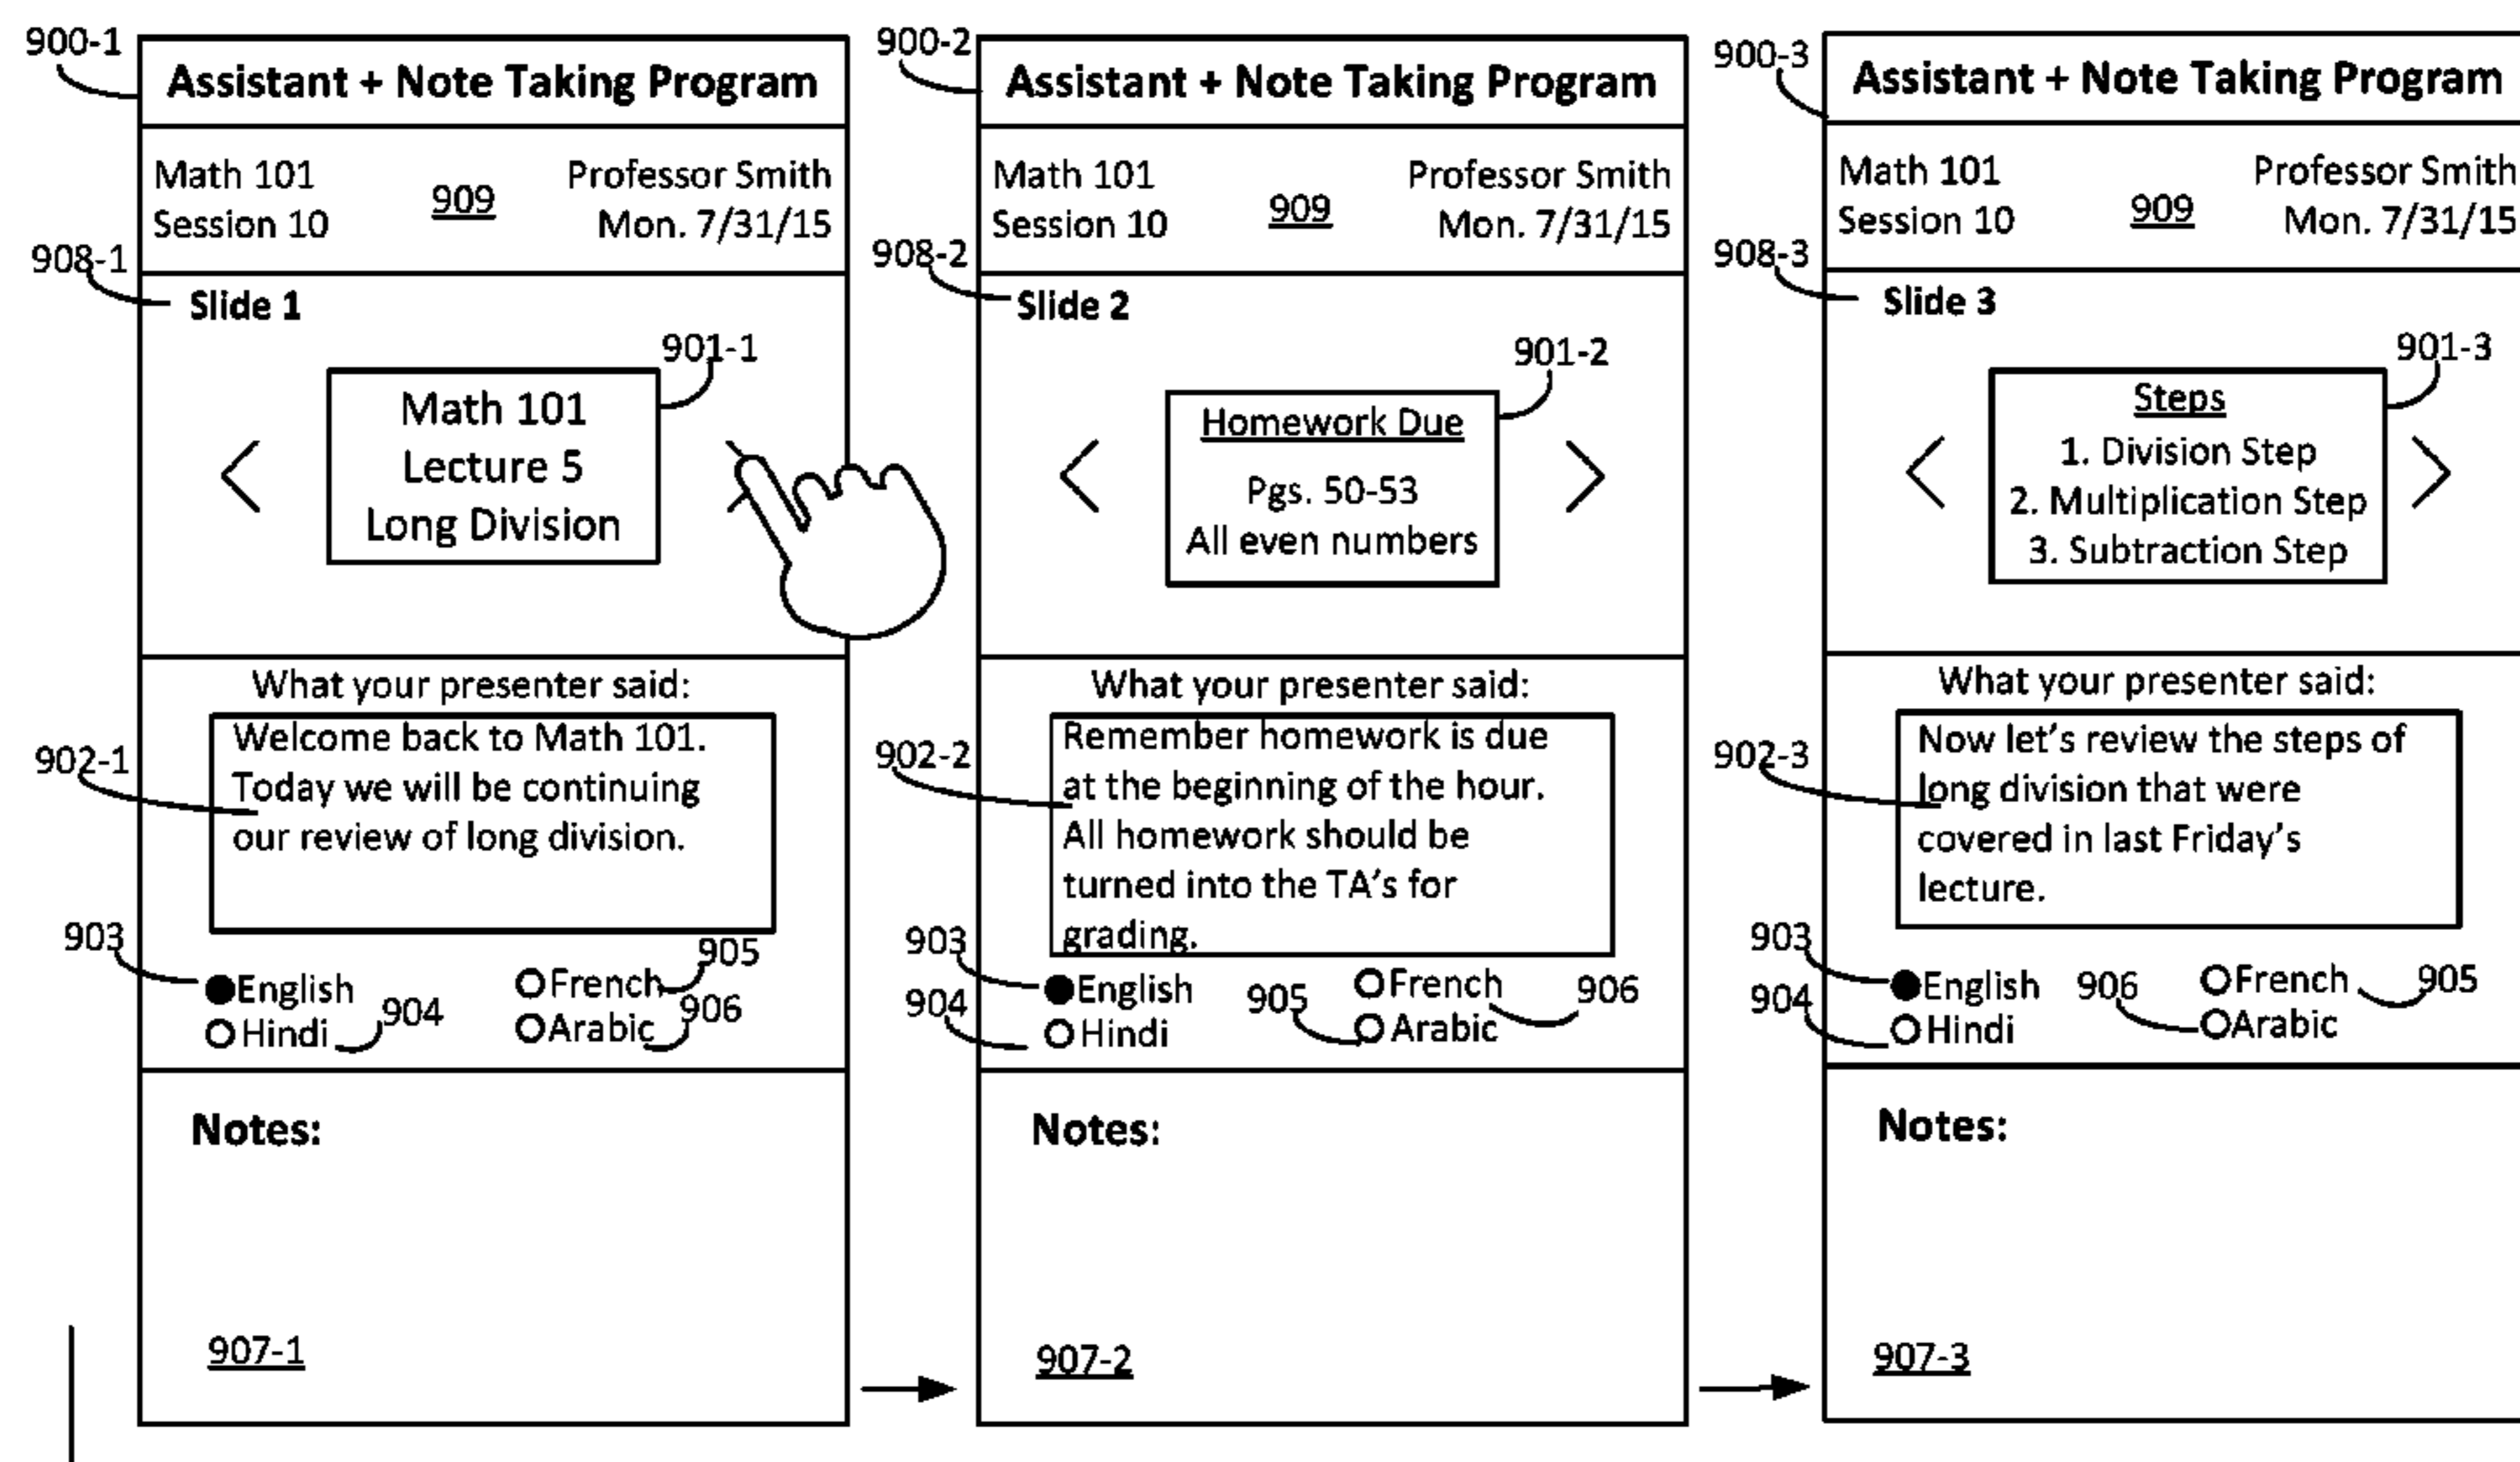 900-1
Assistant + Note Taking Program
Math 101
Session 10
909
Professor Smith
Mon. 7/31/15
908-1
Slide 1
901-1
Math 101
Lecture 5
Long Division
What your presenter said:
902-1
Welcome back to Math 101.
Today we will be continuing
our review of long division.
903
English
French
905
Hindi
904
Arabic
906
Notes:
907-1
900-2
Assistant + Note Taking Program
Math 101
Session 10
909
Professor Smith
Mon. 7/31/15
908-2
Slide 2
901-2
Homework Due
Pgs. 50-53
All even numbers
What your presenter said:
902-2
Remember homework is due
at the beginning of the hour.
All homework should be
turned into the TA's for
grading.
903
English
French
906
904
Hindi
905
Arabic
Notes:
907-2
900-3
Assistant + Note Taking Program
Math 101
Session 10
909
Professor Smith
Mon. 7/31/15
908-3
Slide 3
901-3
Steps
1. Division Step
2. Multiplication Step
3. Subtraction Step
What your presenter said:
902-3
Now let's review the steps of
long division that were
covered in last Friday's
lecture.
903
English
French
905
904
Hindi
906
Arabic
Notes:
907-3